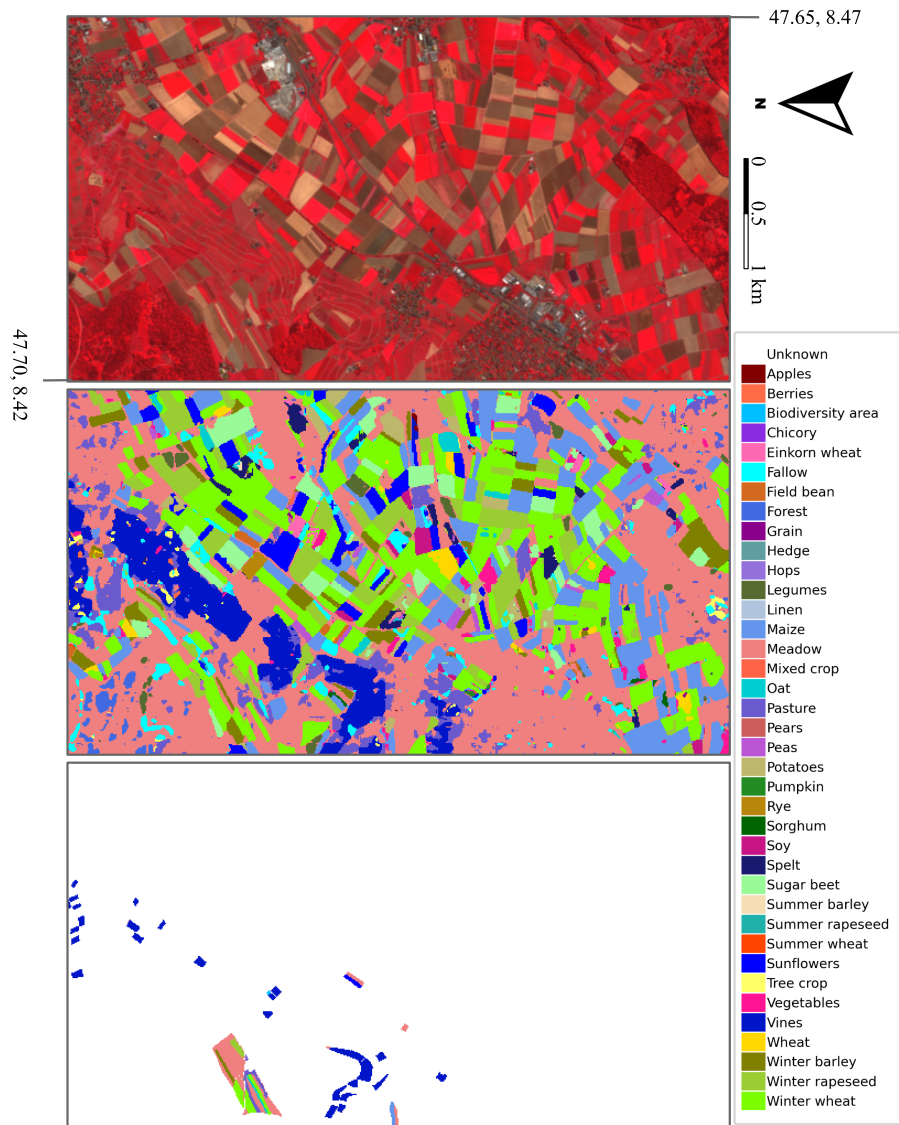 47.65, 8.47
N
0
0.5
1 km
47.70, 8.42
Unknown
Apples
Berries
Biodiversity area
Chicory
Einkorn wheat
Fallow
Field bean
Forest
Grain
Hedge
Hops
Legumes
Linen
Maize
Meadow
Mixed crop
Oat
Pasture
Pears
Peas
Potatoes
Pumpkin
Rye
Sorghum
Soy
Spelt
Sugar beet
Summer barley
Summer rapeseed
Summer wheat
Sunflowers
Tree crop
Vegetables
Vines
Wheat
Winter barley
Winter rapeseed
Winter wheat